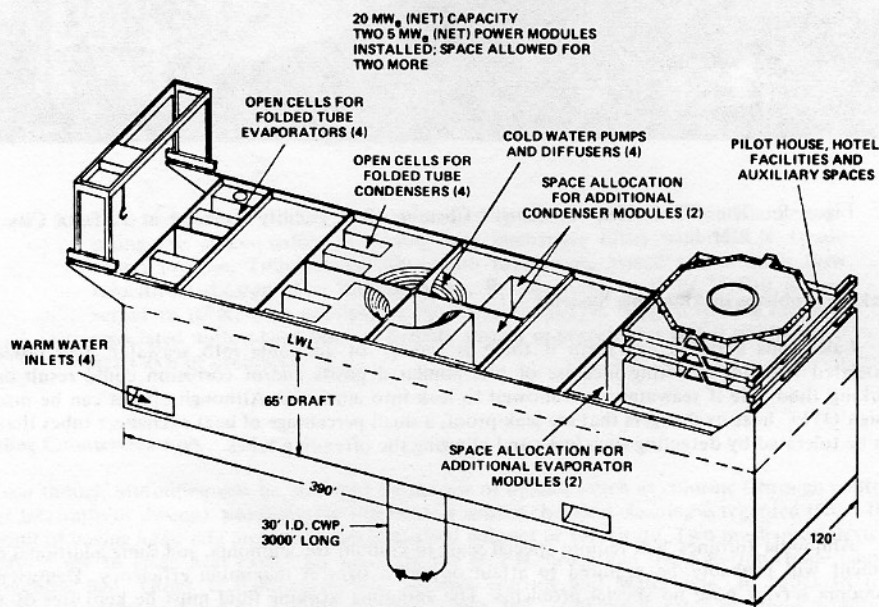 20 MWe (NET) CAPACITY
TWO 5 MWe (NET) POWER MODULES
INSTALLED; SPACE ALLOWED FOR
TWO MORE
OPEN CELLS FOR
FOLDED TUBE
EVAPORATORS (4)
OPEN CELLS FOR
FOLDED TUBE
CONDENSERS (4)
COLD WATER PUMPS
AND DIFFUSERS (4)
SPACE ALLOCATION
FOR ADDITIONAL
CONDENSER MODULES (2)
PILOT HOUSE, HOTEL
FACILITIES AND
AUXILIARY SPACES
WARM WATER
INLETS (4)
LWL
65' DRAFT
390'
30' I.D. CWP,
3000' LONG
SPACE ALLOCATION FOR
ADDITIONAL EVAPORATOR
MODULES (2)
120'